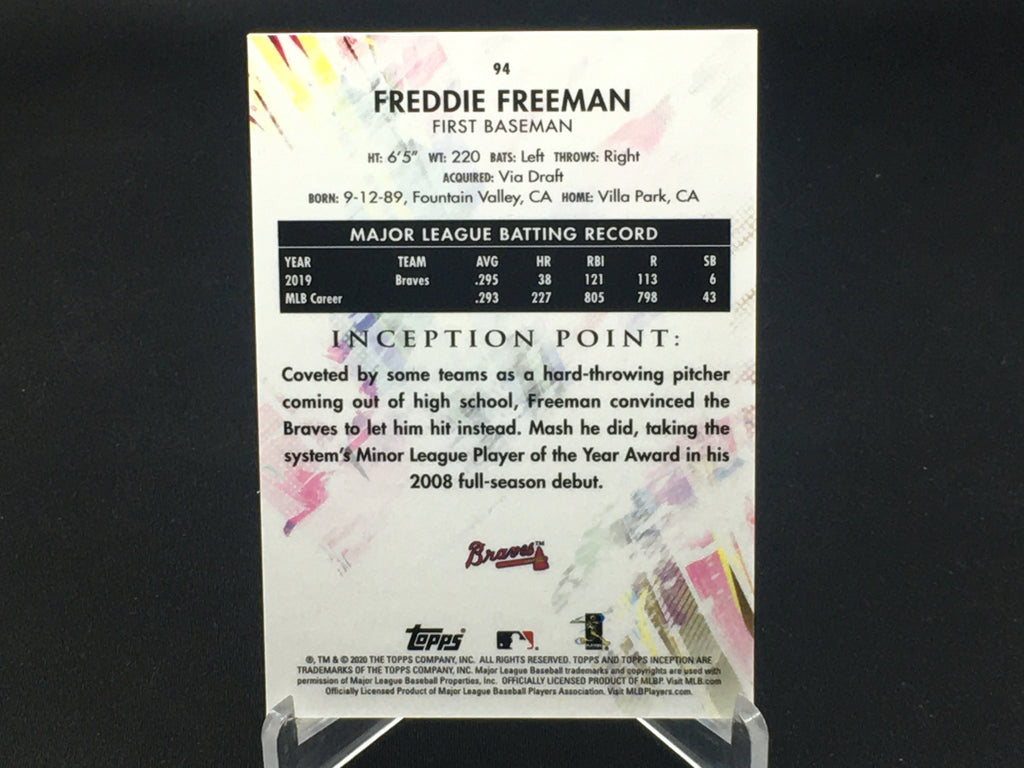 94
FREDDIE FREEMAN
FIRST BASEMAN
HT: 6'5" WT: 220 BATS: Left THROWS: Right
ACQUIRED: Via Draft
BORN: 9-12-89, Fountain Valley, CA HOME: Villa Park, CA
MAJOR LEAGUE BATTING RECORD
YEAR TEAM AVG HR RBI R SB
2019 Braves .295 38 121 113 6
MLB Career .293 227 805 798 43
INCEPTION POINT:
Coveted by some teams as a hard-throwing pitcher
coming out of high school, Freeman convinced the
Braves to let him hit instead. Mash he did, taking the
system's Minor League Player of the Year Award in his
2008 full-season debut.
Braves™
Topps®
®, TM & © 2020 THE TOPPS COMPANY, INC. ALL RIGHTS RESERVED. TOPPS AND TOPPS INCEPTION ARE
TRADEMARKS OF THE TOPPS COMPANY, INC. Major League Baseball trademarks and copyrights are used with
permission of Major League Baseball Properties, Inc. OFFICIALLY LICENSED PRODUCT OF MLBP. Visit MLB.com
Officially Licensed Product of Major League Baseball Players Association. Visit MLBPlayers.com.